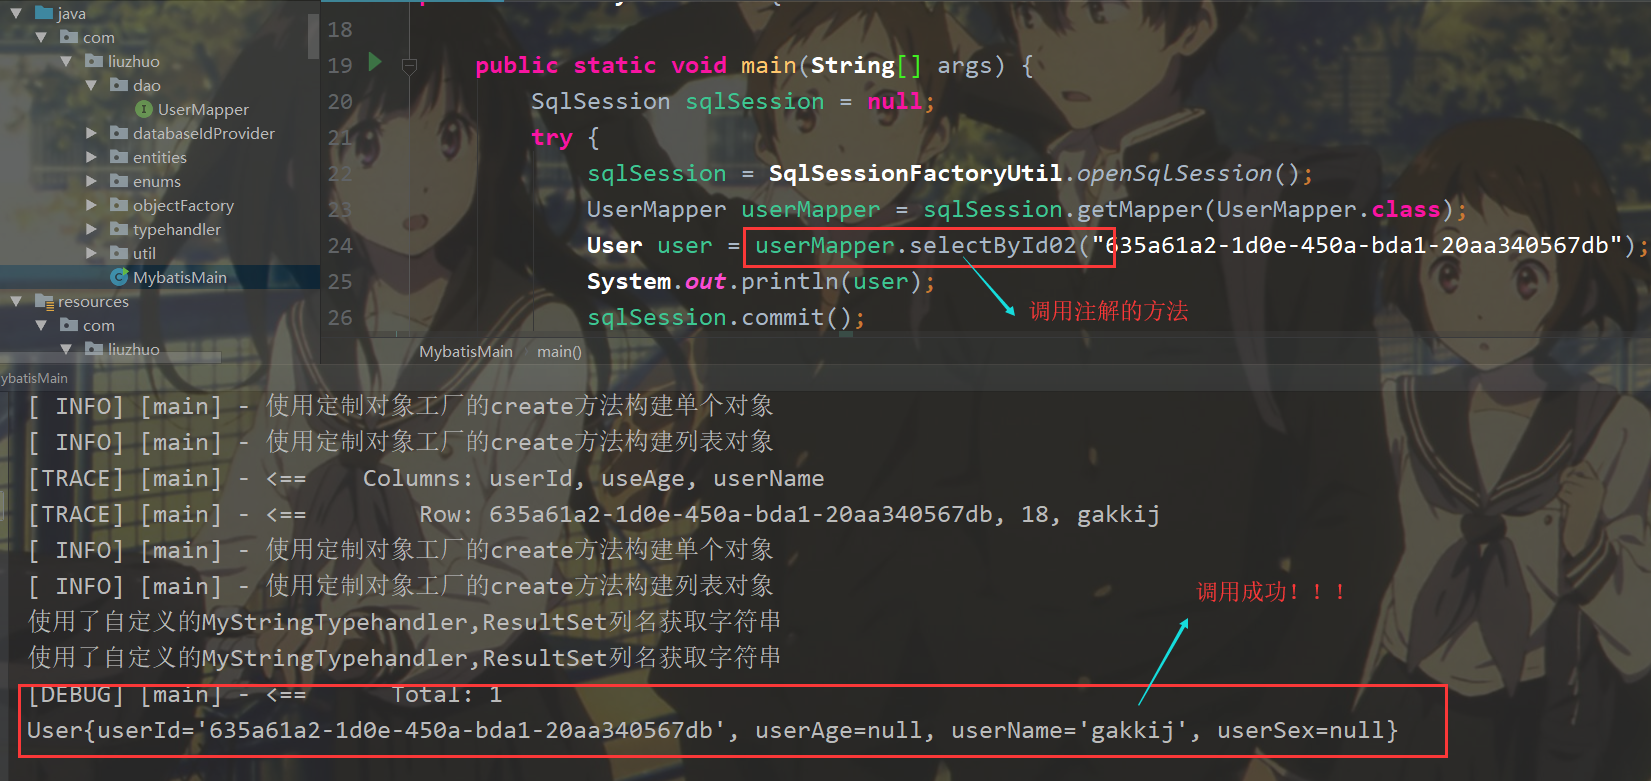 java
com
liuzhuo
dao
UserMapper
databaseIdProvider
entities
enums
objectFactory
typehandler
util
MybatisMain
resources
com
liuzhuo
18
19 public static void main(String[] args) {
20 SqlSession sqlSession = null;
21 try {
22 sqlSession = SqlSessionFactoryUtil.openSqlSession();
23 UserMapper userMapper = sqlSession.getMapper(UserMapper.class);
24 User user = userMapper.selectById02("635a61a2-1d0e-450a-bda1-20aa340567db");
25 System.out.println(user);
调用注解的方法
26 sqlSession.commit();
MybatisMain main()
ybatisMain
[ INFO] [main] - 使用定制对象工厂的create方法构建单个对象
[ INFO] [main] - 使用定制对象工厂的create方法构建列表对象
[TRACE] [main] - <== Columns: userId, useAge, userName
[TRACE] [main] - <== Row: 635a61a2-1d0e-450a-bda1-20aa340567db, 18, gakkij
[ INFO] [main] - 使用定制对象工厂的create方法构建单个对象
[ INFO] [main] - 使用定制对象工厂的create方法构建列表对象
调用成功！！！
使用了自定义的MyStringTypehandler,ResultSet列名获取字符串
使用了自定义的MyStringTypehandler,ResultSet列名获取字符串
[DEBUG] [main] - <== Total: 1
User{userId='635a61a2-1d0e-450a-bda1-20aa340567db', userAge=null, userName='gakkij', userSex=null}